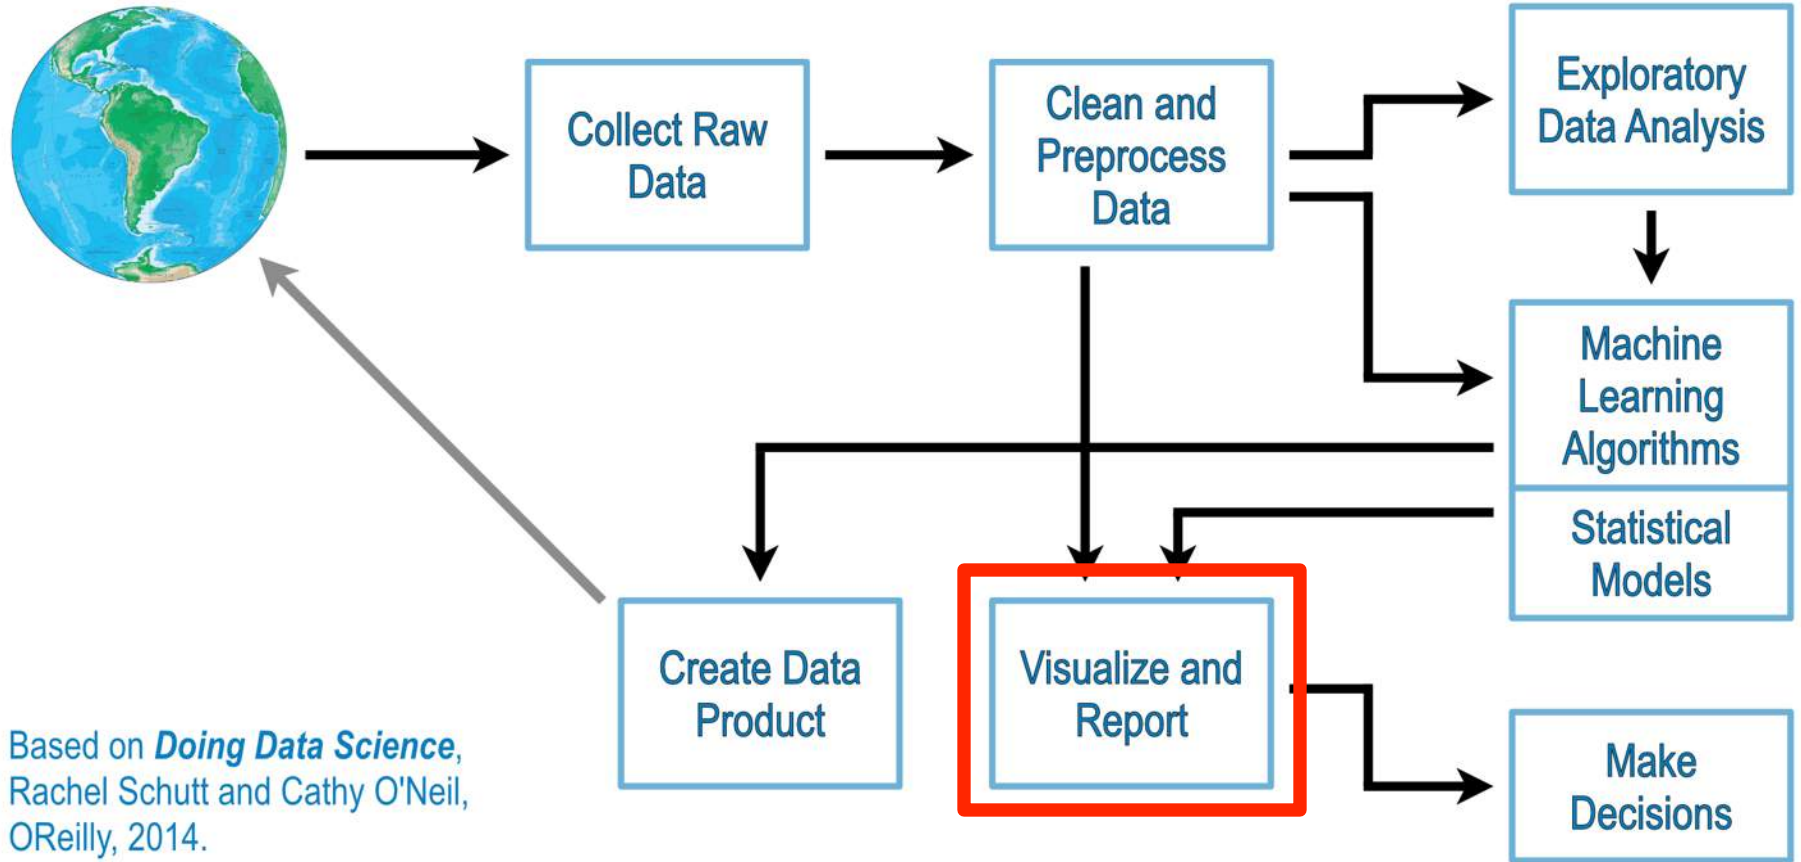 Collect Raw
Data
Clean and
Preprocess
Data
Exploratory
Data Analysis
Machine
Learning
Algorithms
Statistical
Models
Create Data
Product
Visualize and
Report
Make
Decisions
Based on Doing Data Science,
Rachel Schutt and Cathy O'Neil,
OReilly, 2014.